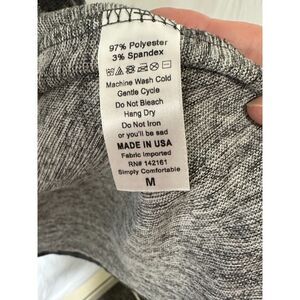 97% Polyester
3% Spandex
Machine Wash Cold
Gentle Cycle
Do Not Bleach
Hang Dry
Do Not Iron
or you'll be sad
MADE IN USA
Fabric imported
RN# 142161
Simply Comfortable
M